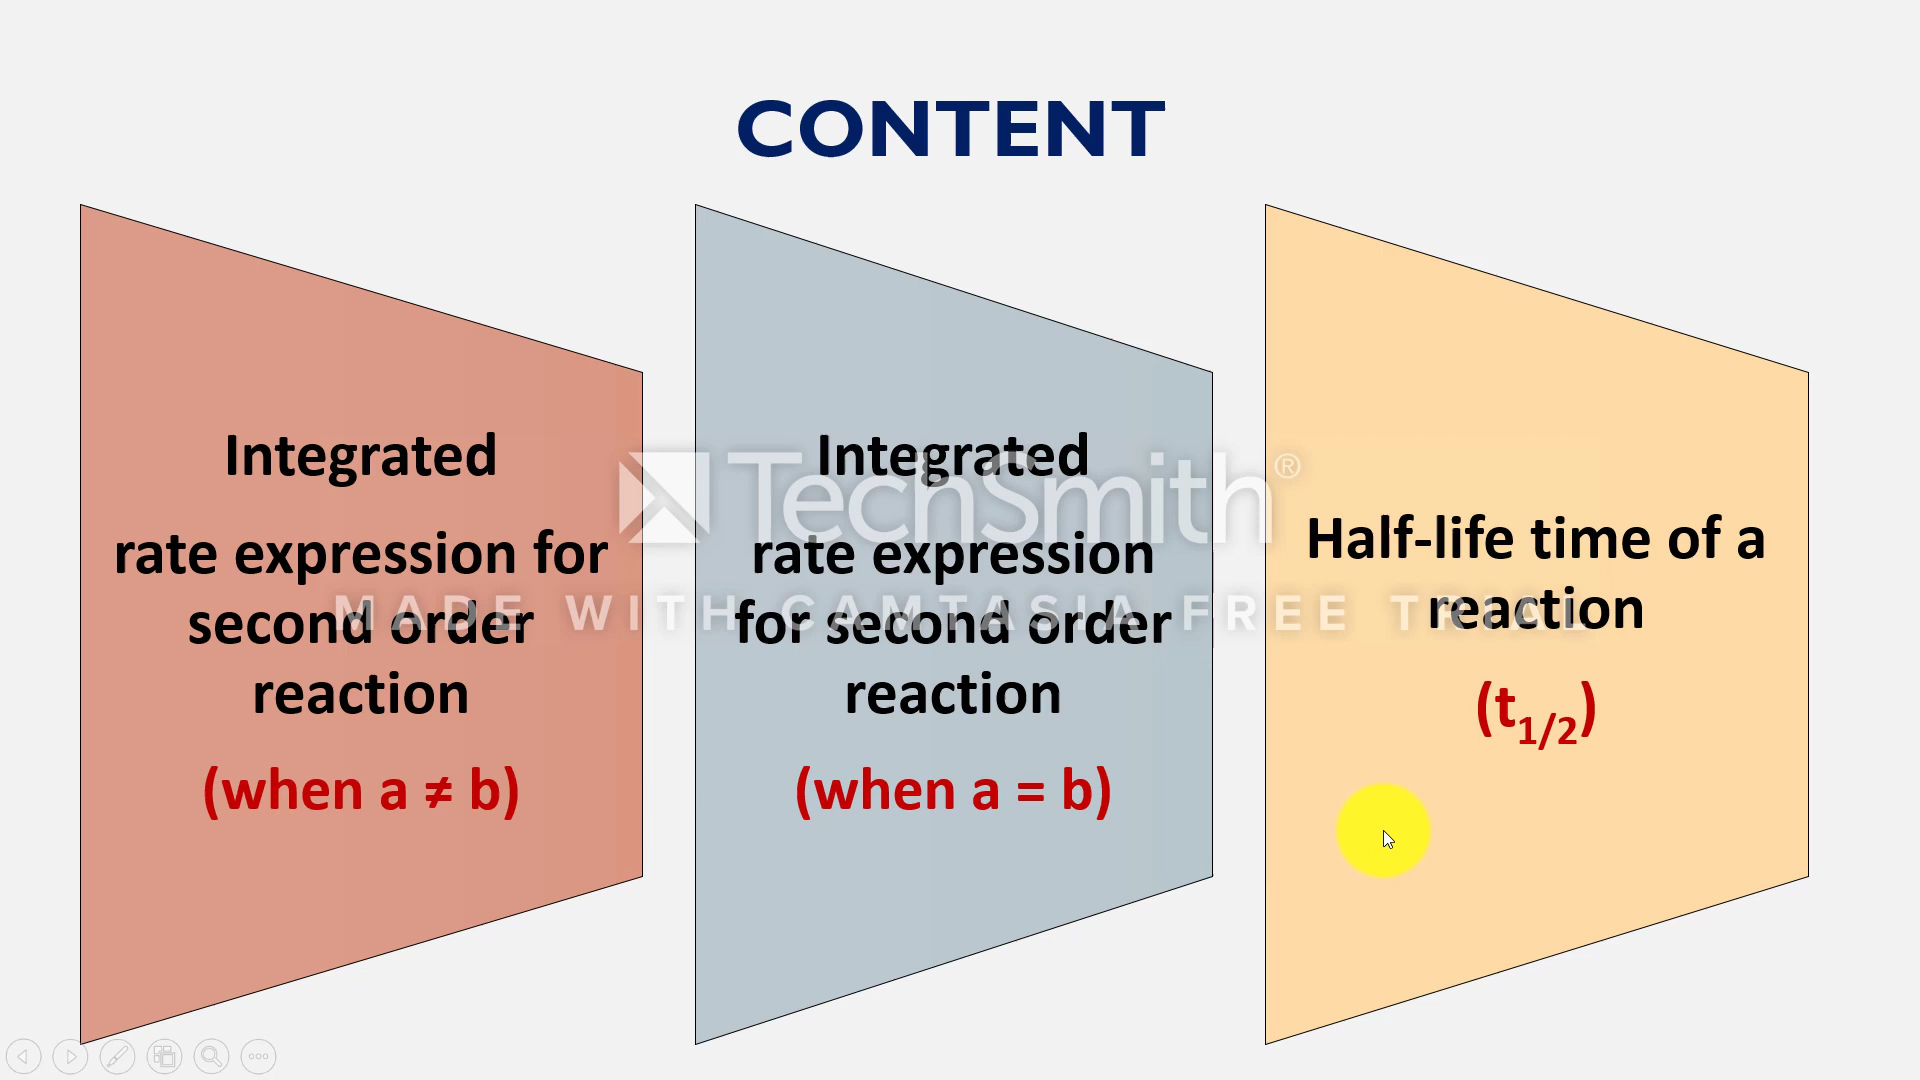 CONTENT
Integrated
rate expression for
second order
reaction
(when a ≠ b)
Integrated
rate expression
for second order
reaction
(when a = b)
Half-life time of a
reaction
(t1/2)
TechSmith®
MADE WITH CAMTASIA FREE TRIAL